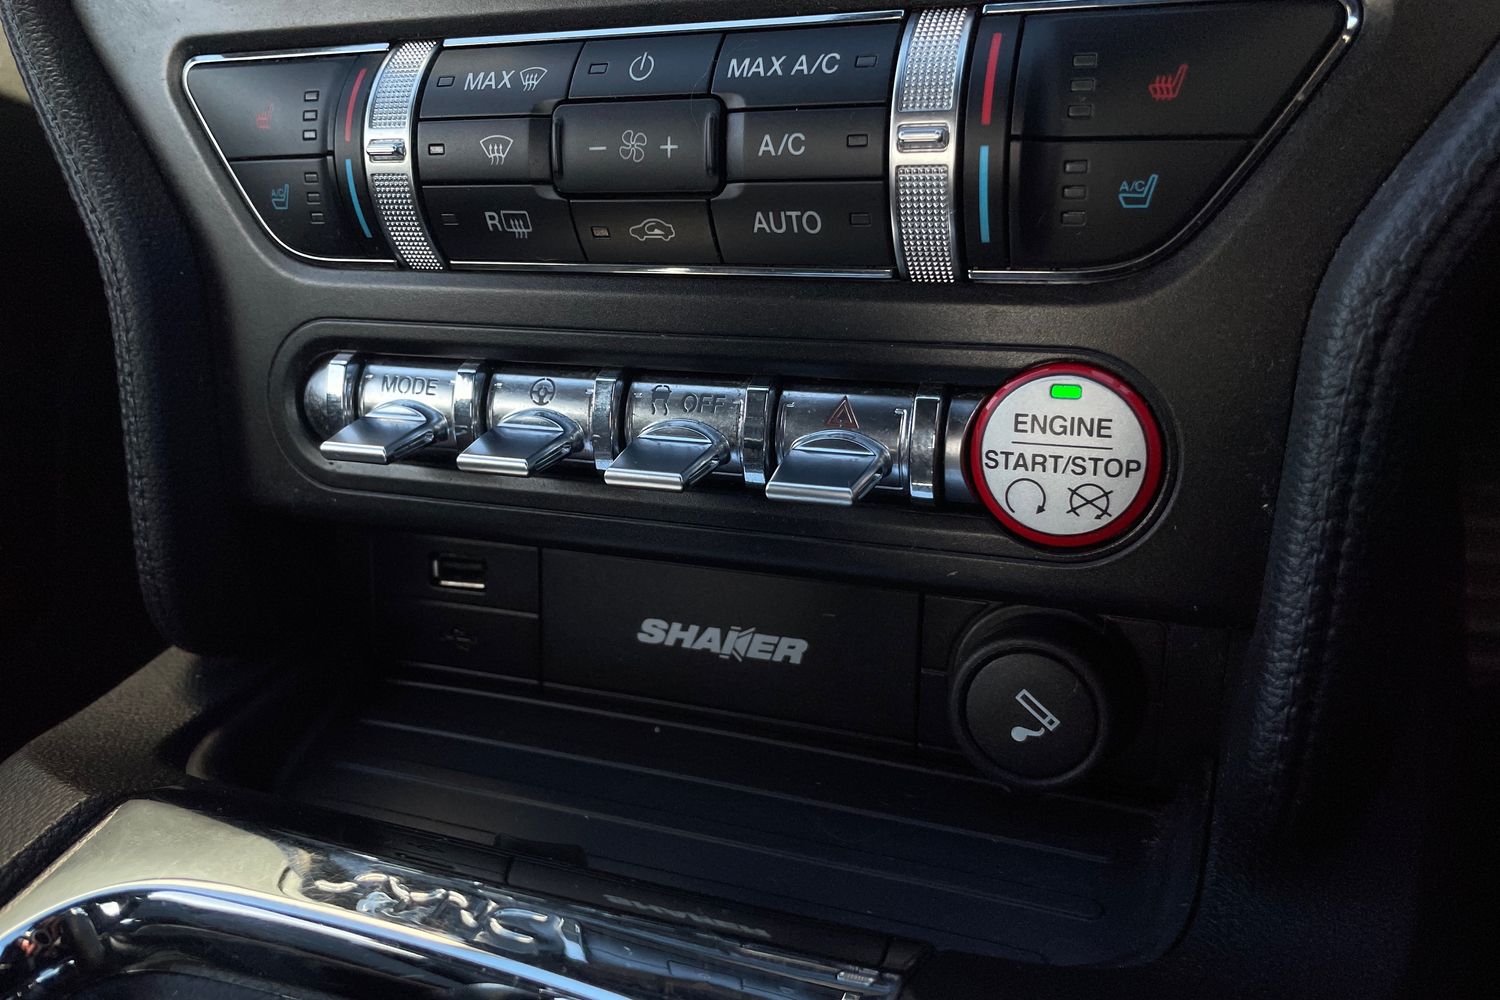 MAX
MAX A/C
A/C
A/C
A/C
R
AUTO
MODE
OFF
ENGINE
START/STOP
SHAKER